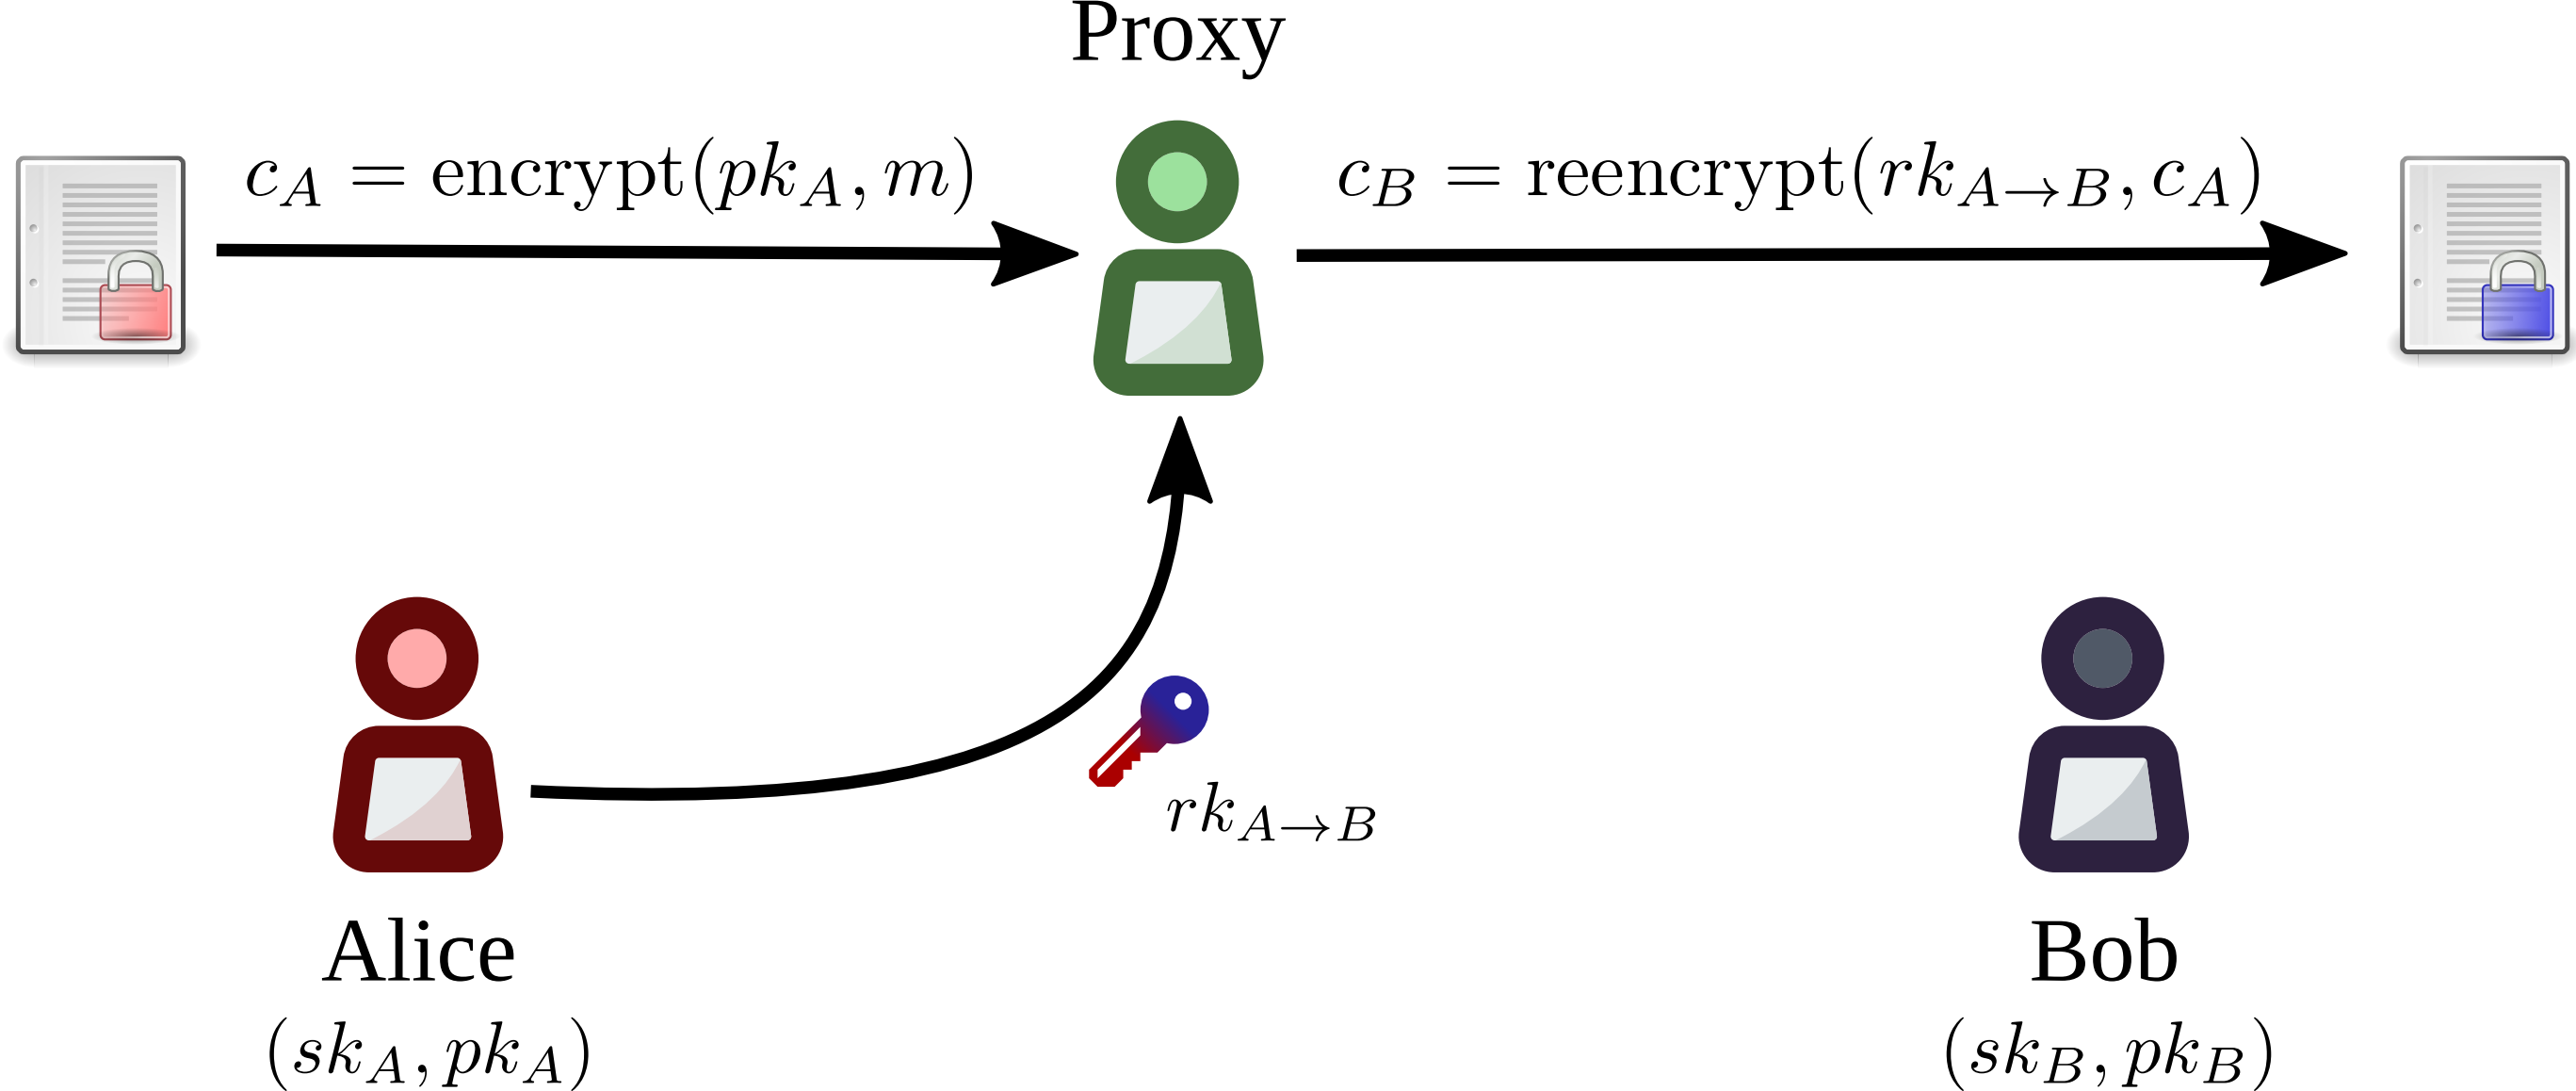 Proxy
c_A = encrypt(pk_A, m)
c_B = reencrypt(rk_{A→B}, c_A)
rk_{A→B}
Alice
(sk_A, pk_A)
Bob
(sk_B, pk_B)